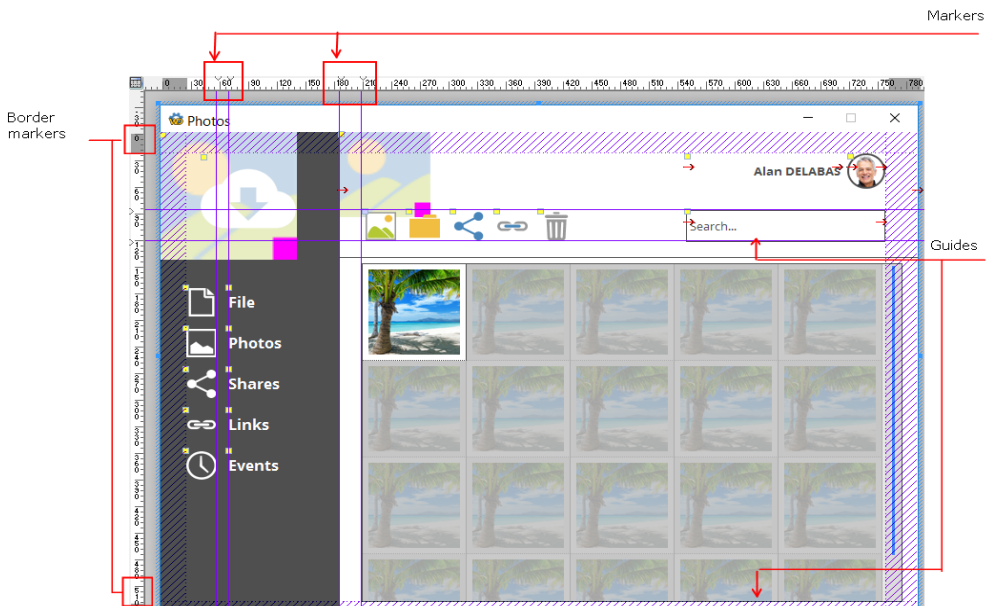 Markers
0 30 60 90 120 150 180 210 240 270 300 330 360 390 420 450 480 510 540 570 600 630 660 690 720 750 780
Border
markers
Photos
Alan DELABAS
Search...
Guides
File
Photos
Shares
Links
Events